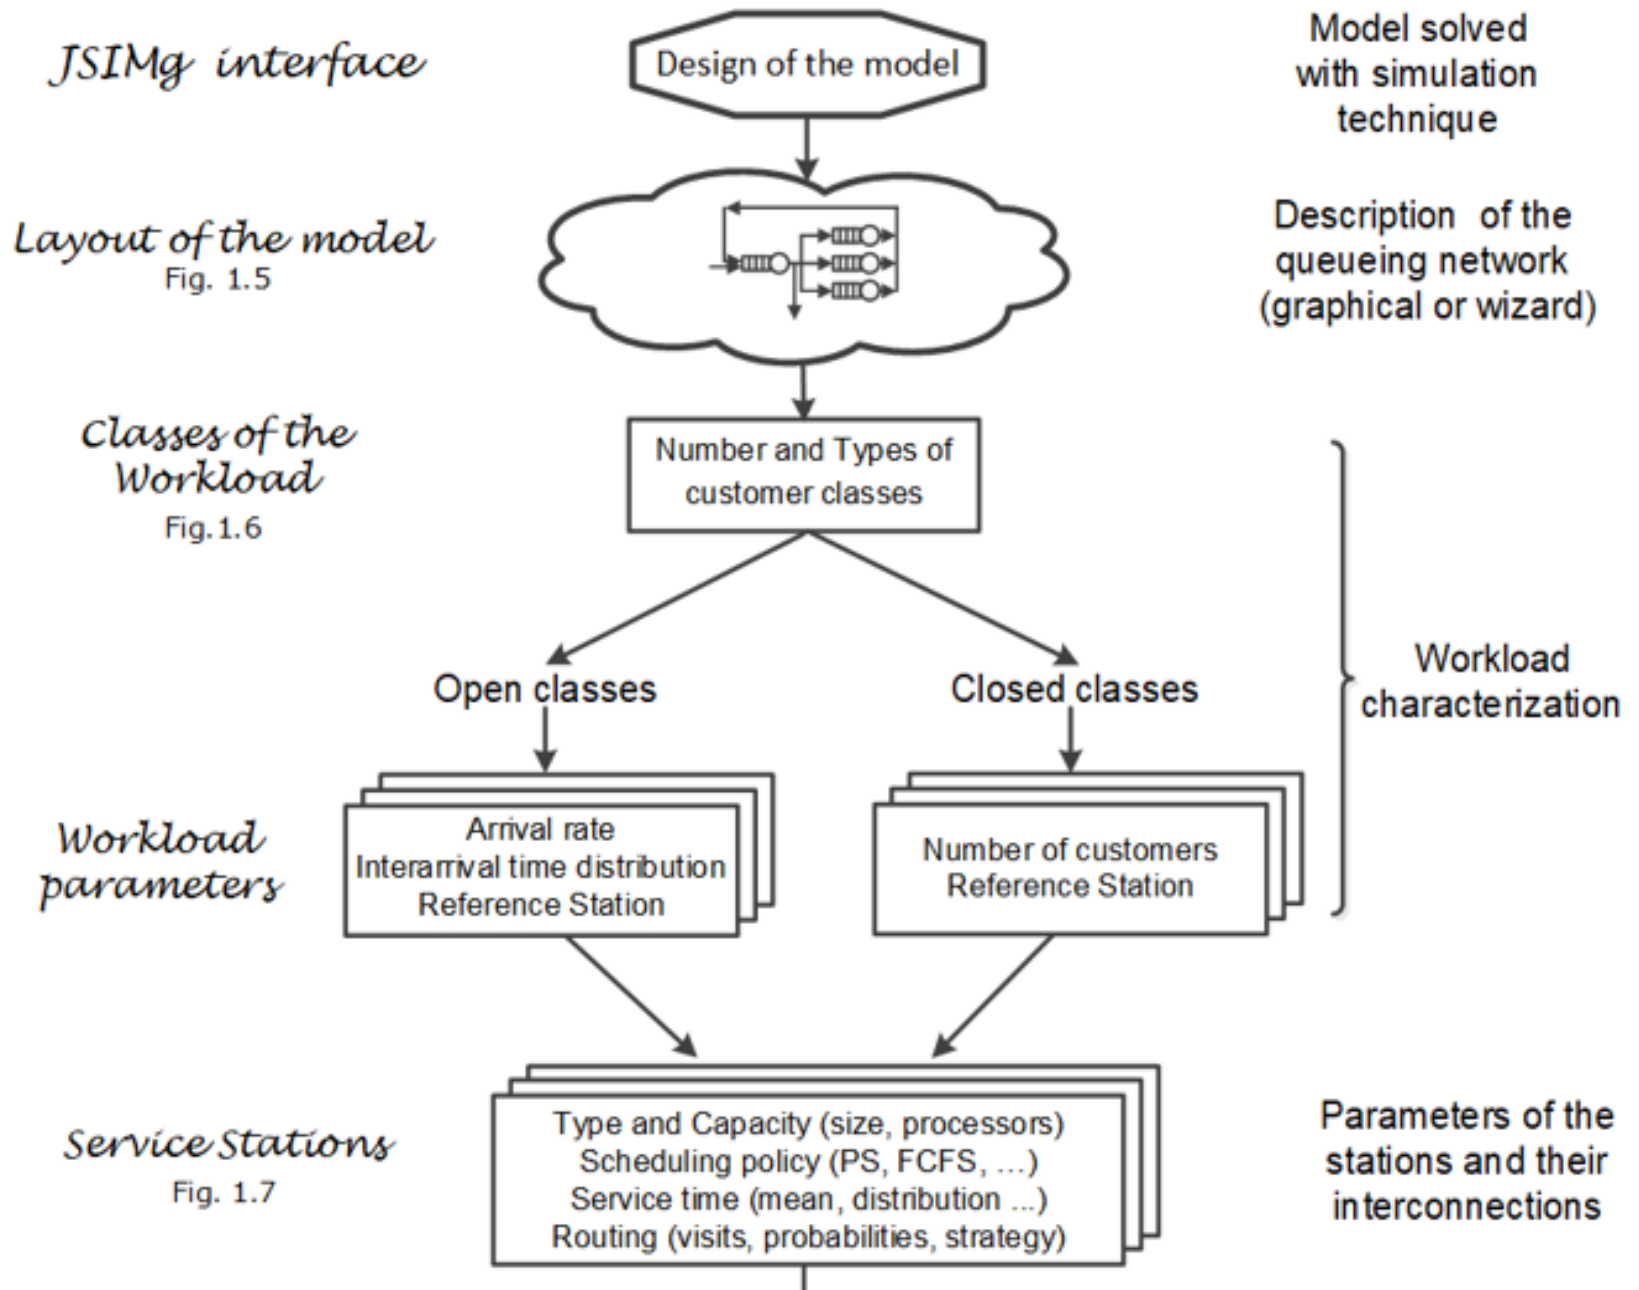 JSIMg interface
Design of the model
Model solved
with simulation
technique
Layout of the model
Fig. 1.5
Description of the
queueing network
(graphical or wizard)
Classes of the
Workload
Fig.1.6
Number and Types of
customer classes
Open classes
Closed classes
Workload
characterization
Workload
parameters
Arrival rate
Interarrival time distribution
Reference Station
Number of customers
Reference Station
Service Stations
Fig. 1.7
Type and Capacity (size, processors)
Scheduling policy (PS, FCFS, ...)
Service time (mean, distribution ...)
Routing (visits, probabilities, strategy)
Parameters of the
stations and their
interconnections